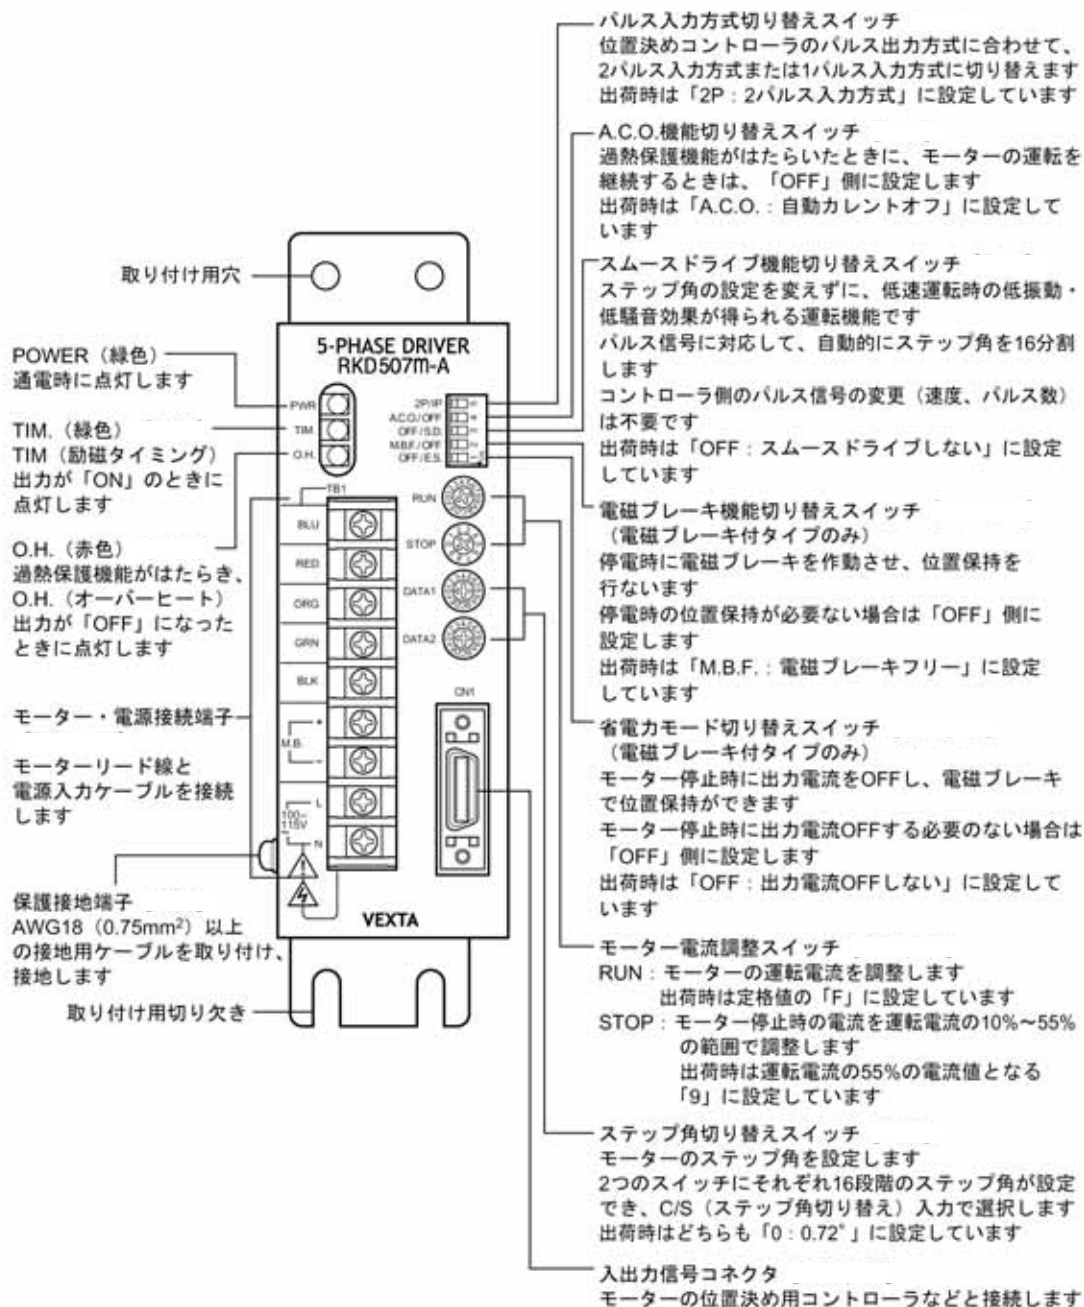 パルス入力方式切り替えスイッチ
位置決めコントローラのパルス出力方式に合わせて、
2パルス入力方式または1パルス入力方式に切り替えます
出荷時は「2P：2パルス入力方式」に設定しています
A.C.O.機能切り替えスイッチ
過熱保護機能がはたらいたときに、モーターの運転を
継続するときは、「OFF」側に設定します
出荷時は「A.C.O.：自動カレントオフ」に設定して
います
スムースドライブ機能切り替えスイッチ
ステップ角の設定を変えずに、低速運転時の低振動・
低騒音効果が得られる運転機能です
パルス信号に対応して、自動的にステップ角を16分割
します
コントローラ側のパルス信号の変更（速度、パルス数）
は不要です
出荷時は「OFF：スムースドライブしない」に設定
しています
電磁ブレーキ機能切り替えスイッチ
（電磁ブレーキ付タイプのみ）
停電時に電磁ブレーキを作動させ、位置保持を
行ないます
停電時の位置保持が必要ない場合は「OFF」側に
設定します
出荷時は「M.B.F.：電磁ブレーキフリー」に設定
しています
省電力モード切り替えスイッチ
（電磁ブレーキ付タイプのみ）
モーター停止時に出力電流をOFFし、電磁ブレーキ
で位置保持ができます
モーター停止時に出力電流OFFする必要のない場合は
「OFF」側に設定します
出荷時は「OFF：出力電流OFFしない」に設定して
います
モーター電流調整スイッチ
RUN：モーターの運転電流を調整します
出荷時は定格値の「F」に設定しています
STOP：モーター停止時の電流を運転電流の10%～55%
の範囲で調整します
出荷時は運転電流の55%の電流値となる
「9」に設定しています
ステップ角切り替えスイッチ
モーターのステップ角を設定します
2つのスイッチにそれぞれ16段階のステップ角が設定
でき、C/S（ステップ角切り替え）入力で選択します
出荷時はどちらも「0：0.72°」に設定しています
入出力信号コネクタ
モーターの位置決め用コントローラなどと接続します
取り付け用穴
POWER（緑色）
通電時に点灯します
TIM.（緑色）
TIM（励磁タイミング）
出力が「ON」のときに
点灯します
O.H.（赤色）
過熱保護機能がはたらき、
O.H.（オーバーヒート）
出力が「OFF」になった
ときに点灯します
モーター・電源接続端子
モーターリード線と
電源入力ケーブルを接続
します
保護接地端子
AWG18（0.75mm²）以上
の接地用ケーブルを取り付け、
接地します
取り付け用切り欠き
5-PHASE DRIVER
RKD507M-A
PWR
TIM.
O.H.
2P/1P
A.C.O./OFF
OFF/S.D.
M.B.F./OFF
OFF/E.S.
TB1
BLU
RED
ORG
GRN
BLK
M.B.
+
−
L
100–
115V
~
N
RUN
STOP
DATA1
DATA2
CN1
VEXTA